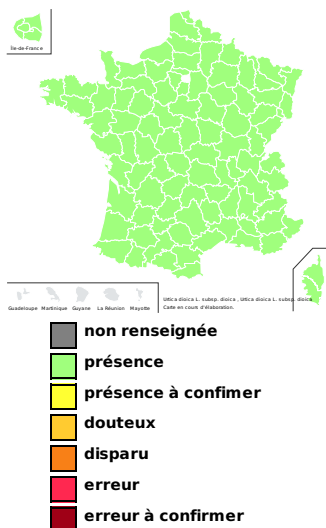 Île-de-France
Guadeloupe Martinique Guyane La Réunion Mayotte
Urtica dioica L. subsp. dioica , Urtica dioica L. subsp. dioica
Carte en cours d'élaboration.
non renseignée
présence
présence à confimer
douteux
disparu
erreur
erreur à confirmer